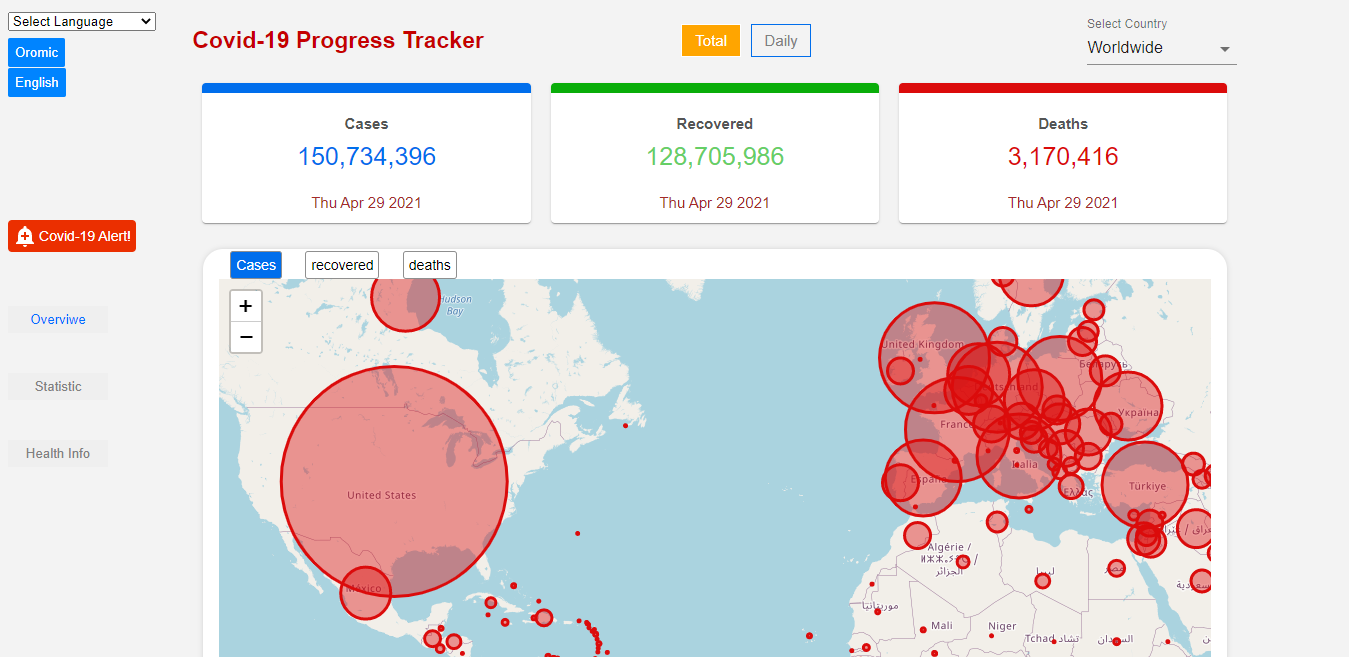 Select Language
Oromic
English
Covid-19 Progress Tracker
Total
Daily
Select Country
Worldwide
Cases
150,734,396
Thu Apr 29 2021
Recovered
128,705,986
Thu Apr 29 2021
Deaths
3,170,416
Thu Apr 29 2021
Covid-19 Alert!
Overviwe
Statistic
Health Info
Cases
recovered
deaths
+
−
Hudson
Bay
United States
México
United Kingdom
Беларусь
Deutschland
Україна
France
Italia
España
Ελλάς
Türkiye
Algérie /
الجزائر
ليبيا
مصر
موريتانيا
Mali
Niger
Tchad تشاد
السودان